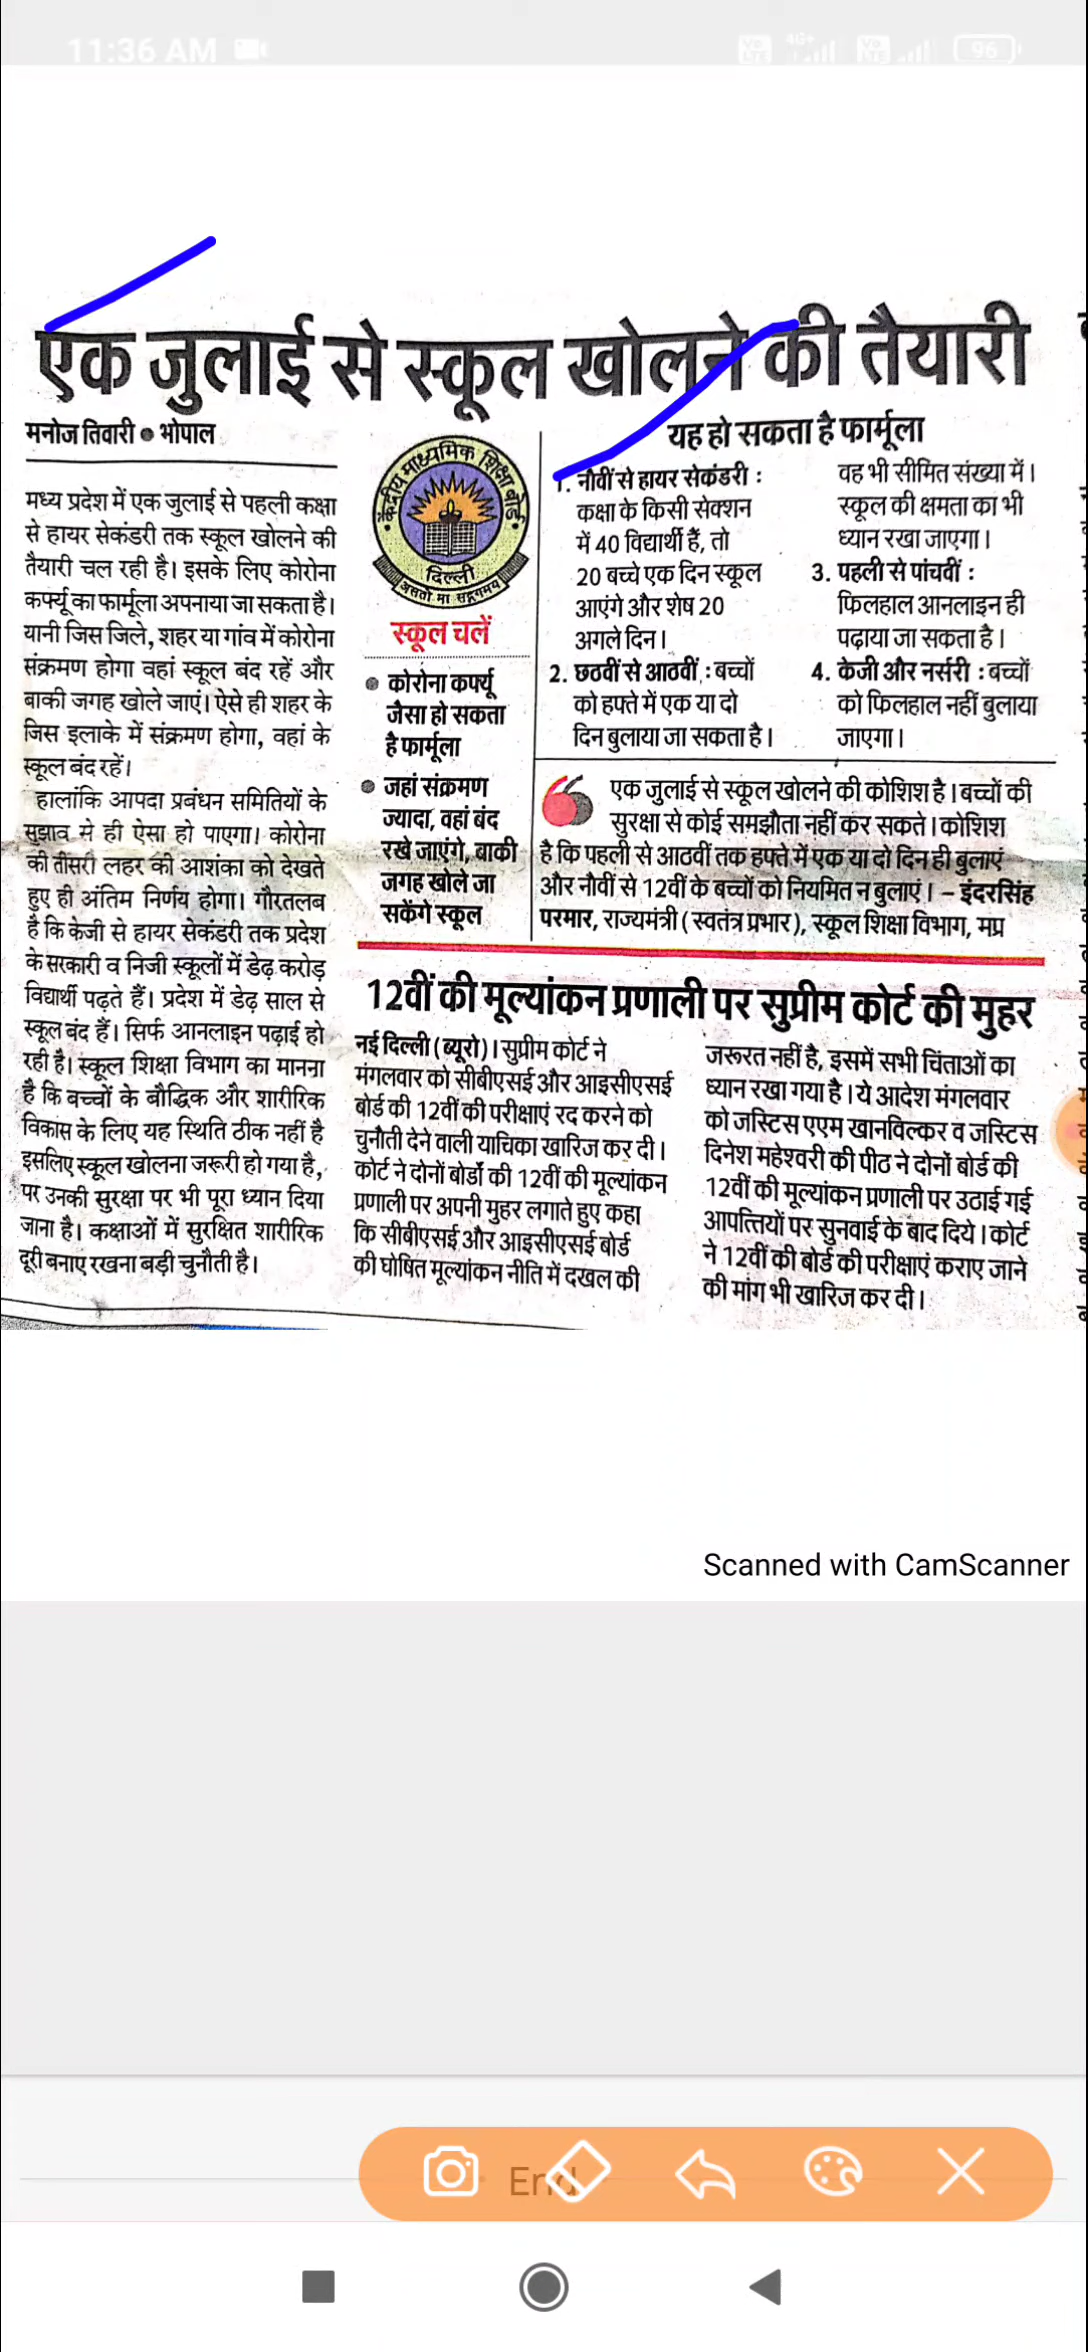 11:36 AM
96
एक जुलाई से स्कूल खोलने की तैयारी
मनोज तिवारी ● भोपाल
मध्य प्रदेश में एक जुलाई से पहली कक्षा
से हायर सेकंडरी तक स्कूल खोलने की
तैयारी चल रही है। इसके लिए कोरोना
कर्फ्यू का फार्मूला अपनाया जा सकता है।
यानी जिस जिले, शहर या गांव में कोरोना
संक्रमण होगा वहां स्कूल बंद रहें और
बाकी जगह खोले जाएं। ऐसे ही शहर के
जिस इलाके में संक्रमण होगा, वहां के
स्कूल बंद रहें।
हालांकि आपदा प्रबंधन समितियों के
सुझाव मे ही ऐसा हो पाएगा। कोरोना
की तीसरी लहर की आशंका को देखते
हुए ही अंतिम निर्णय होगा। गौरतलब
है कि केजी से हायर सेकंडरी तक प्रदेश
के सरकारी व निजी स्कूलों में डेढ़ करोड़
विद्यार्थी पढ़ते हैं। प्रदेश में डेढ़ साल से
स्कूल बंद हैं। सिर्फ आनलाइन पढ़ाई हो
रही है। स्कूल शिक्षा विभाग का मानना
है कि बच्चों के बौद्धिक और शारीरिक
विकास के लिए यह स्थिति ठीक नहीं है
इसलिए स्कूल खोलना जरूरी हो गया है,
पर उनकी सुरक्षा पर भी पूरा ध्यान दिया
जाना है। कक्षाओं में सुरक्षित शारीरिक
दूरी बनाए रखना बड़ी चुनौती है।
केंद्रीय माध्यमिक शिक्षा बोर्ड
दिल्ली
असतो मा सद्गमय
स्कूल चलें
● कोरोना कर्फ्यू
जैसा हो सकता
है फार्मूला
● जहां संक्रमण
ज्यादा, वहां बंद
रखे जाएंगे, बाकी
जगह खोले जा
सकेंगे स्कूल
यह हो सकता है फार्मूला
1. नौवीं से हायर सेकंडरी :
कक्षा के किसी सेक्शन
में 40 विद्यार्थी हैं, तो
20 बच्चे एक दिन स्कूल
आएंगे और शेष 20
अगले दिन।
2. छठवीं से आठवीं : बच्चों
को हफ्ते में एक या दो
दिन बुलाया जा सकता है।
वह भी सीमित संख्या में।
स्कूल की क्षमता का भी
ध्यान रखा जाएगा।
3. पहली से पांचवीं :
फिलहाल आनलाइन ही
पढ़ाया जा सकता है।
4. केजी और नर्सरी : बच्चों
को फिलहाल नहीं बुलाया
जाएगा।
एक जुलाई से स्कूल खोलने की कोशिश है। बच्चों की
सुरक्षा से कोई समझौता नहीं कर सकते। कोशिश
है कि पहली से आठवीं तक हफ्ते में एक या दो दिन ही बुलाएं
और नौवीं से 12वीं के बच्चों को नियमित न बुलाएं। – इंदरसिंह
परमार, राज्यमंत्री (स्वतंत्र प्रभार), स्कूल शिक्षा विभाग, मप्र
12वीं की मूल्यांकन प्रणाली पर सुप्रीम कोर्ट की मुहर
नई दिल्ली (ब्यूरो)। सुप्रीम कोर्ट ने
मंगलवार को सीबीएसई और आइसीएसई
बोर्ड की 12वीं की परीक्षाएं रद करने को
चुनौती देने वाली याचिका खारिज कर दी।
कोर्ट ने दोनों बोर्डों की 12वीं की मूल्यांकन
प्रणाली पर अपनी मुहर लगाते हुए कहा
कि सीबीएसई और आइसीएसई बोर्ड
की घोषित मूल्यांकन नीति में दखल की
जरूरत नहीं है, इसमें सभी चिंताओं का
ध्यान रखा गया है। ये आदेश मंगलवार
को जस्टिस एएम खानविल्कर व जस्टिस
दिनेश महेश्वरी की पीठ ने दोनों बोर्ड की
12वीं की मूल्यांकन प्रणाली पर उठाई गई
आपत्तियों पर सुनवाई के बाद दिये। कोर्ट
ने 12वीं की बोर्ड की परीक्षाएं कराए जाने
की मांग भी खारिज कर दी।
Scanned with CamScanner
End